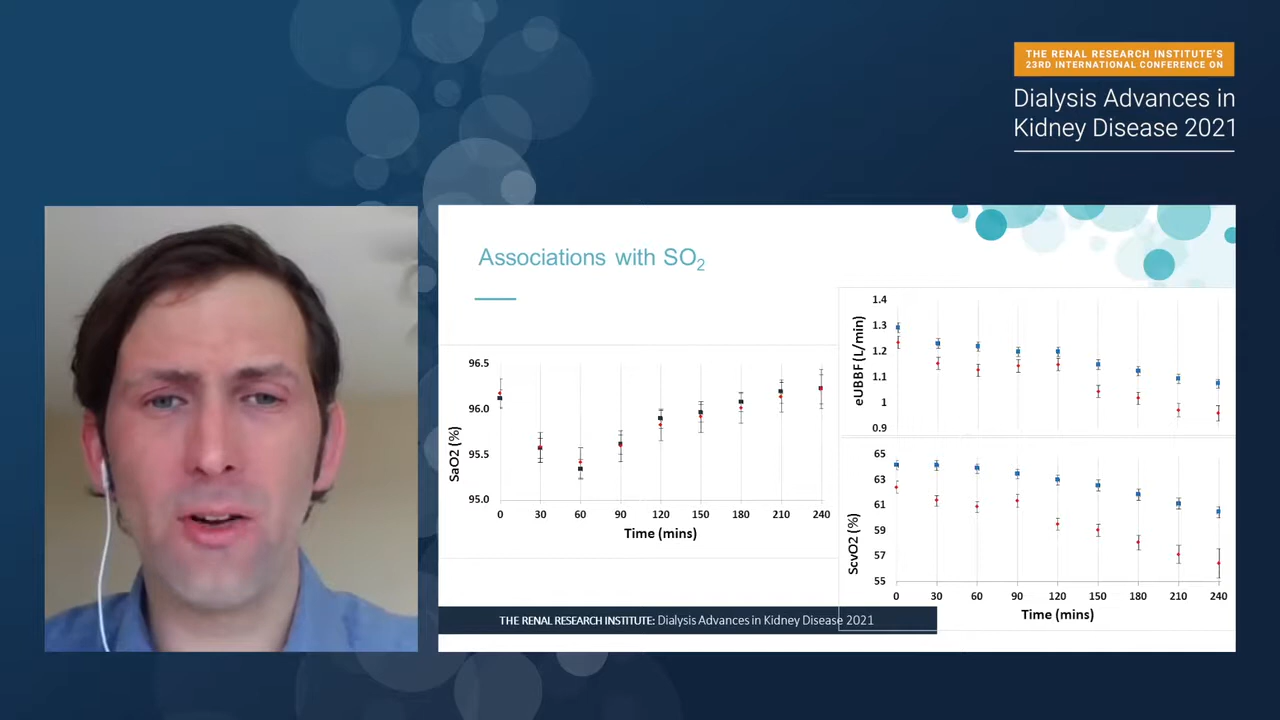 THE RENAL RESEARCH INSTITUTE'S
23RD INTERNATIONAL CONFERENCE ON
Dialysis Advances in
Kidney Disease 2021
Associations with SO2
96.5
96.0
95.5
95.0
SaO2 (%)
0 30 60 90 120 150 180 210 240
Time (mins)
1.4
1.3
1.2
1.1
1
0.9
eUBBF (L/min)
65
63
61
59
57
55
ScvO2 (%)
0 30 60 90 120 150 180 210 240
Time (mins)
THE RENAL RESEARCH INSTITUTE: Dialysis Advances in Kidney Disease 2021